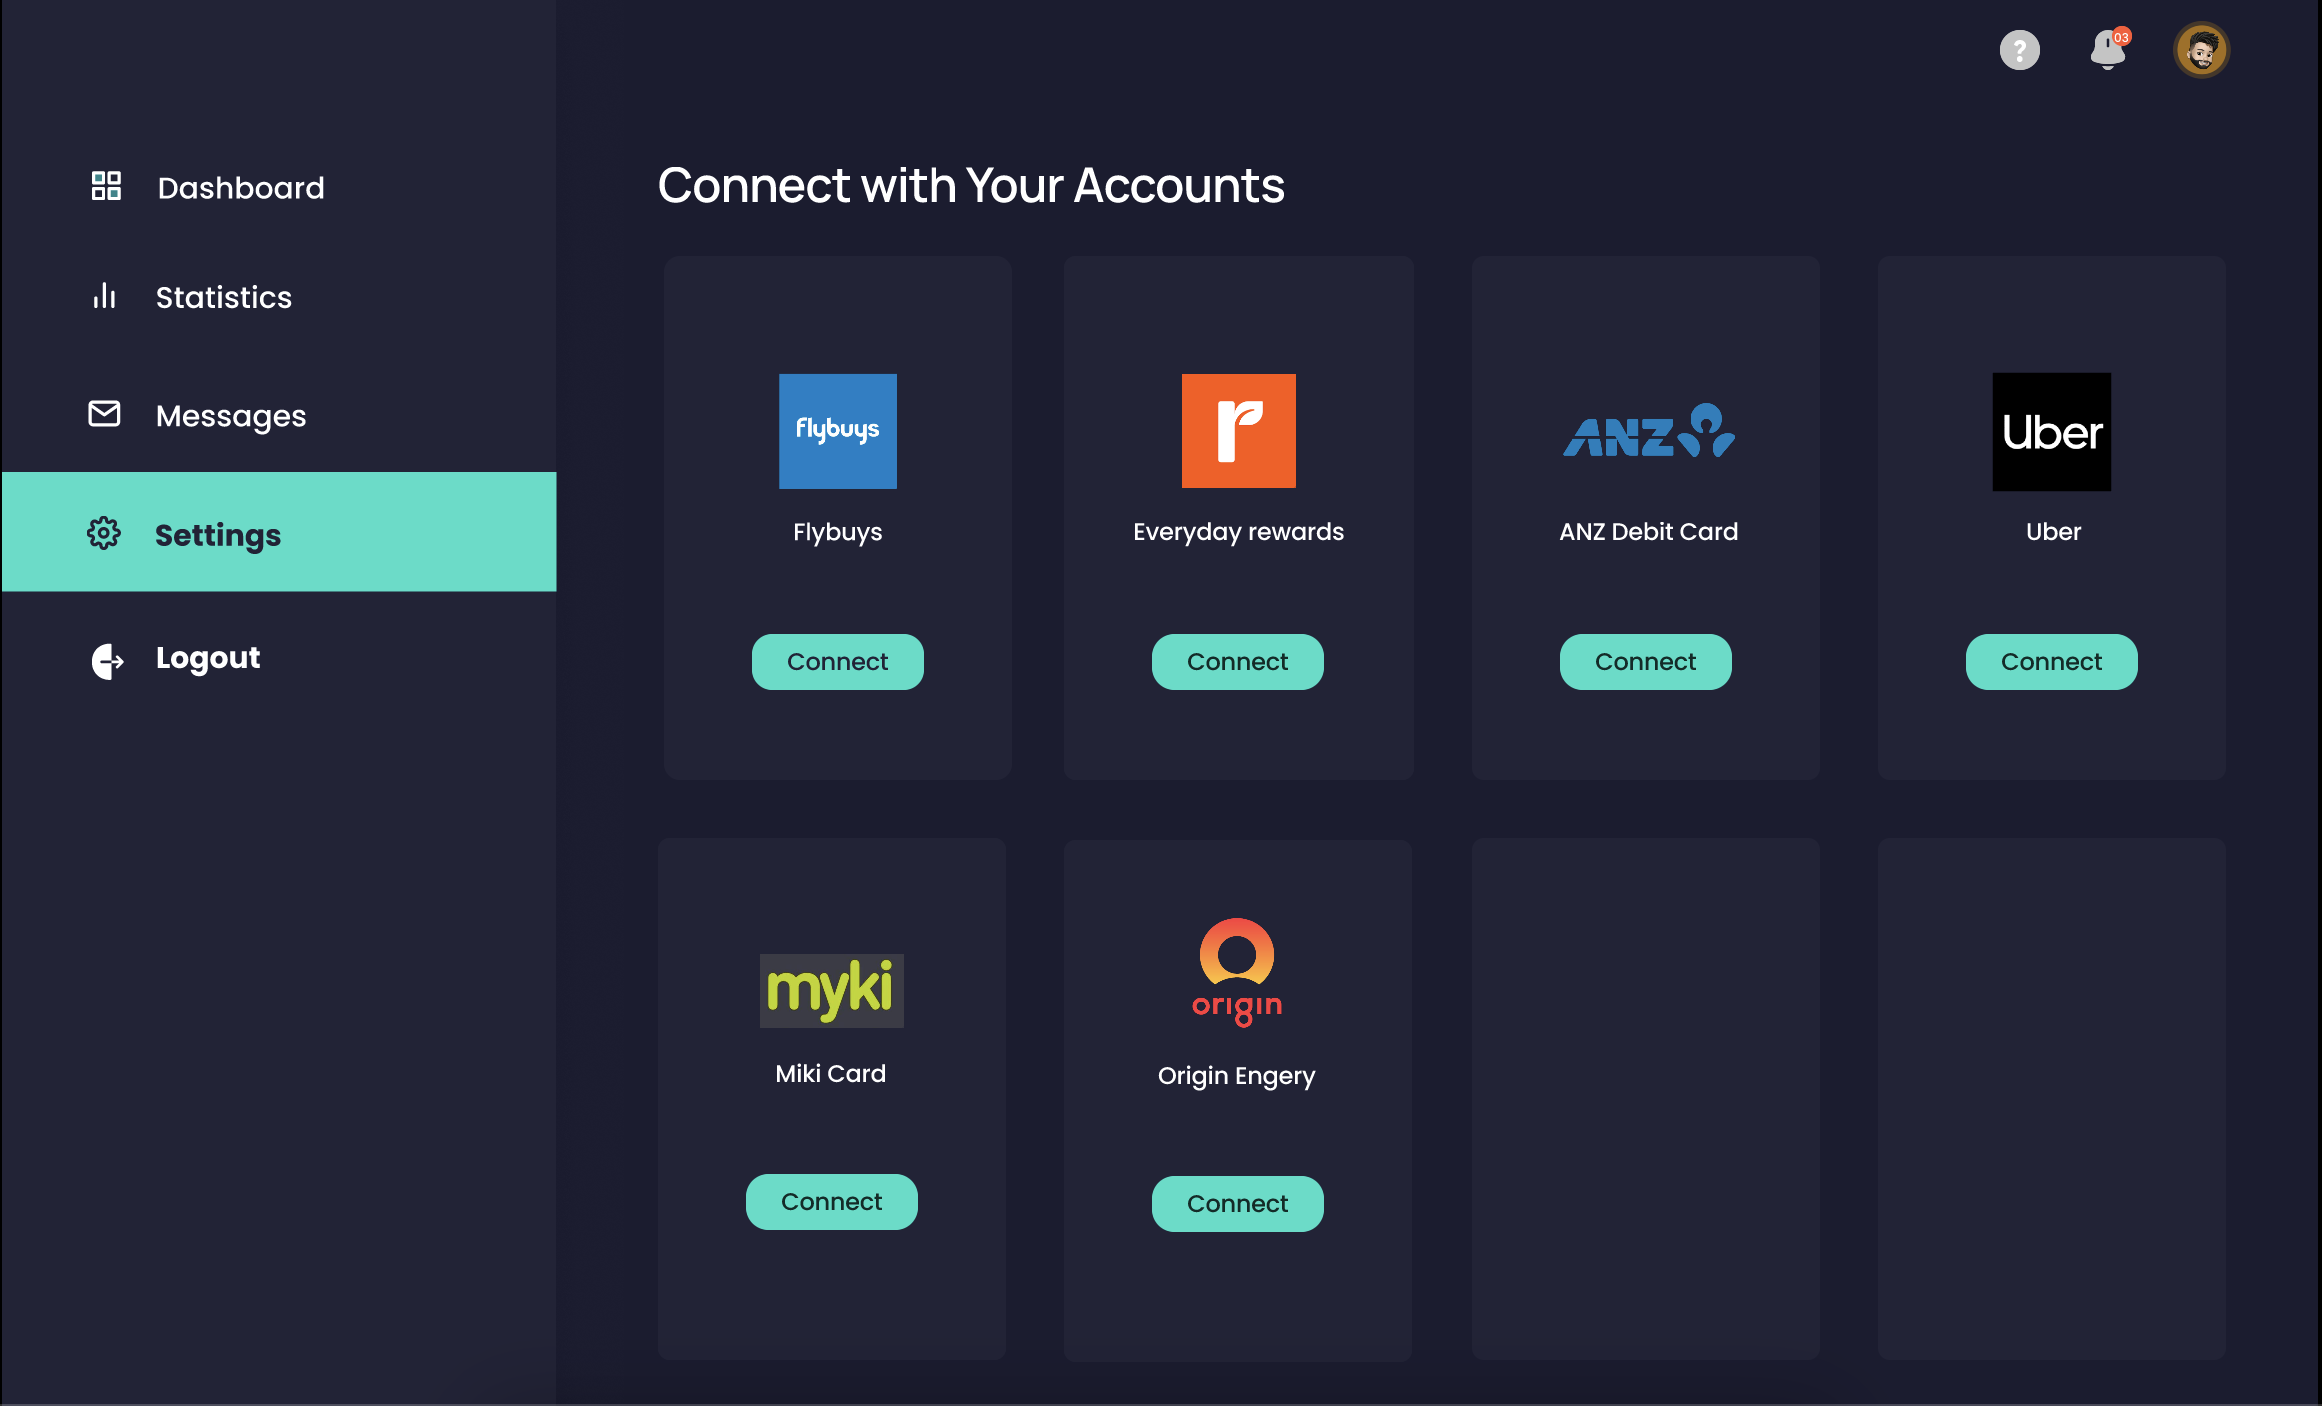 ?
03
Dashboard
Statistics
Messages
Settings
Logout
Connect with Your Accounts
flybuys
Flybuys
Connect
r
Everyday rewards
Connect
ANZ
ANZ Debit Card
Connect
Uber
Uber
Connect
myki
Miki Card
Connect
origin
Origin Engery
Connect